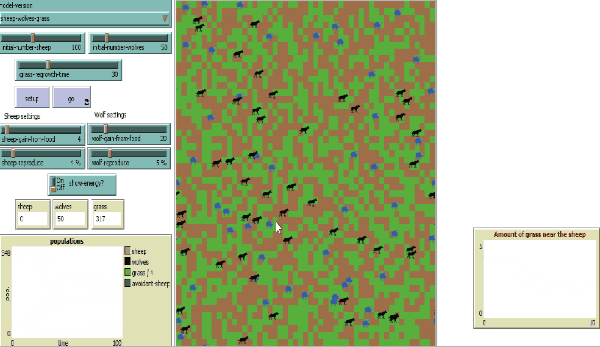 model-version
sheep-wolves-grass
initial-number-sheep 100
initial-number-wolves 50
grass-regrowth-time 30
setup go
Sheep settings Wolf settings
sheep-gain-from-food 4
wolf-gain-from-food 20
sheep-reproduce 4 %
wolf-reproduce 5 %
On
Off
show-energy?
sheep wolves grass
0 50 317
populations
sheep
wolves
grass / 4
avoidant-sheep
0 time 100
Amount of grass near the sheep
5
0
0 10